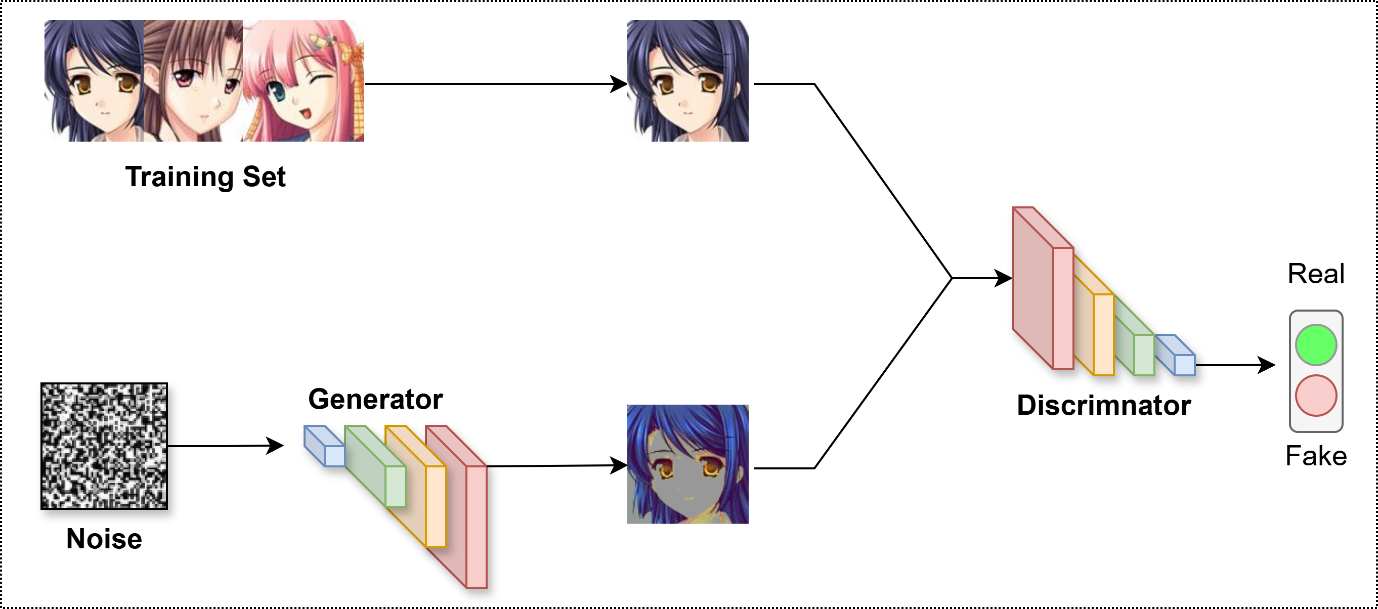 Training Set
Real
Generator
Discrimnator
Fake
Noise